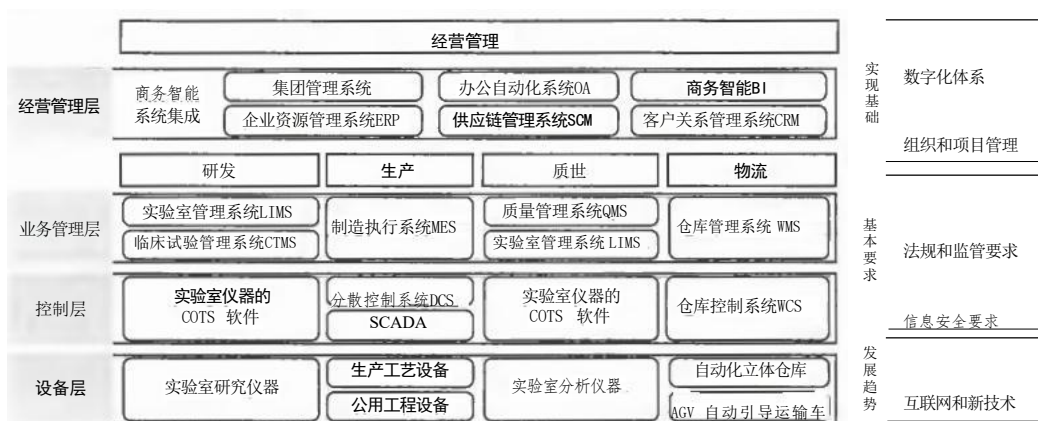 经营管理
经营管理层
商务智能
系统集成
集团管理系统
办公自动化系统OA
商务智能BI
企业资源管理系统ERP
供应链管理系统SCM
客户关系管理系统CRM
研发
生产
质世
物流
业务管理层
实验室管理系统LIMS
临床试验管理系统CTMS
制造执行系统MES
质量管理系统QMS
实验室管理系统 LIMS
仓库管理系统 WMS
控制层
实验室仪器的
COTS 软件
分散控制系统DCS
SCADA
实验室仪器的
COTS 软件
仓库控制系统WCS
设备层
实验室研究仪器
生产工艺设备
公用工程设备
实验室分析仪器
自动化立体仓库
AGV 自动引导运输车
实现基础
数字化体系
组织和项目管理
基本要求
法规和监管要求
信息安全要求
发展趋势
互联网和新技术